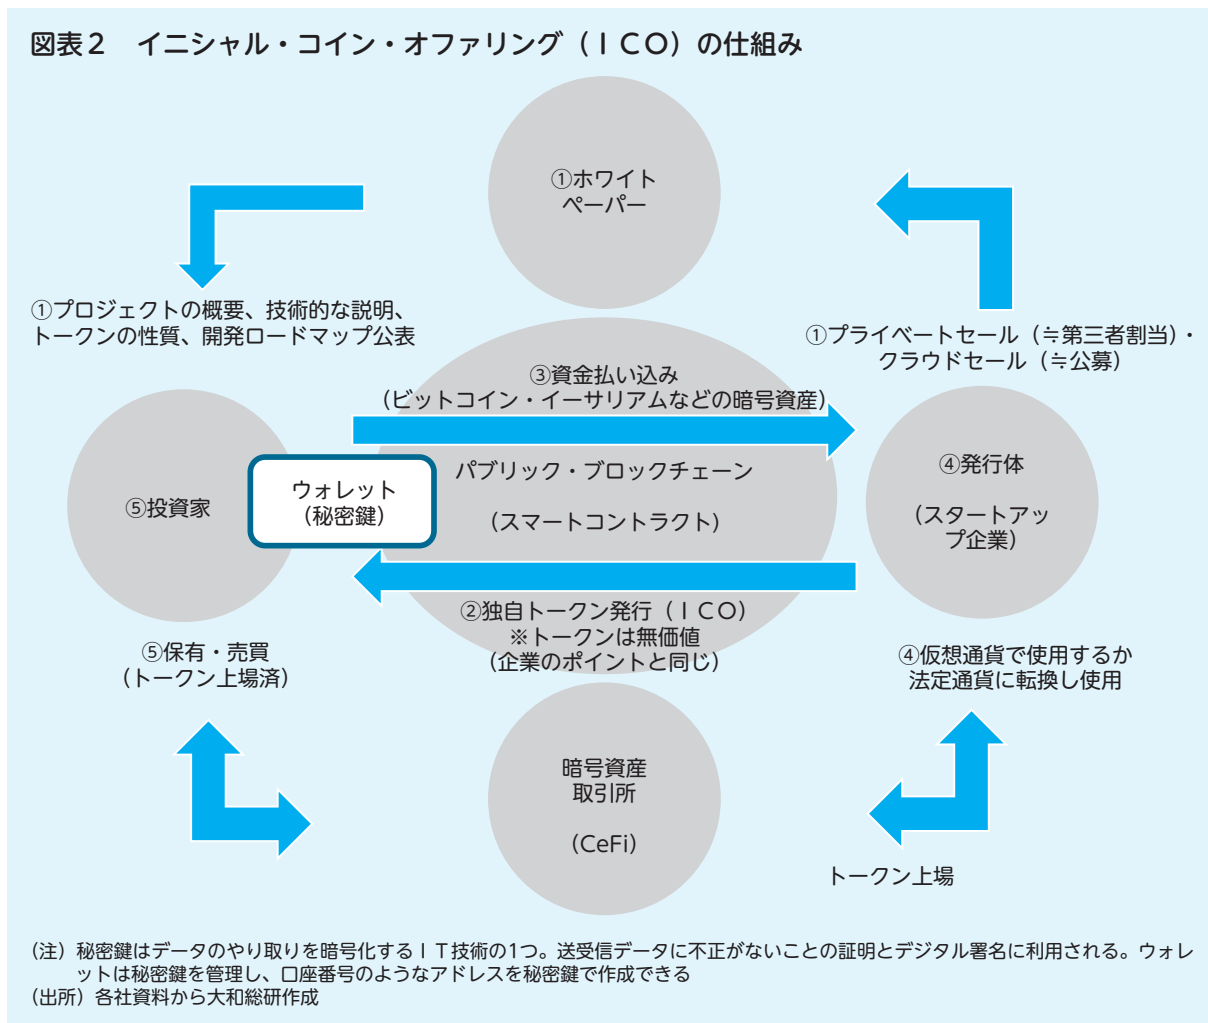 図表２　イニシャル・コイン・オファリング（ＩＣＯ）の仕組み
①ホワイト
ペーパー
①プロジェクトの概要、技術的な説明、
トークンの性質、開発ロードマップ公表
①プライベートセール（≒第三者割当）・
クラウドセール（≒公募）
③資金払い込み
（ビットコイン・イーサリアムなどの暗号資産）
⑤投資家
ウォレット
（秘密鍵）
パブリック・ブロックチェーン
（スマートコントラクト）
④発行体
（スタートアッ
プ企業）
②独自トークン発行（ＩＣＯ）
※トークンは無価値
（企業のポイントと同じ）
⑤保有・売買
（トークン上場済）
④仮想通貨で使用するか
法定通貨に転換し使用
暗号資産
取引所
（CeFi）
トークン上場
（注）秘密鍵はデータのやり取りを暗号化するＩＴ技術の1つ。送受信データに不正がないことの証明とデジタル署名に利用される。ウォレ
ットは秘密鍵を管理し、口座番号のようなアドレスを秘密鍵で作成できる
（出所）各社資料から大和総研作成